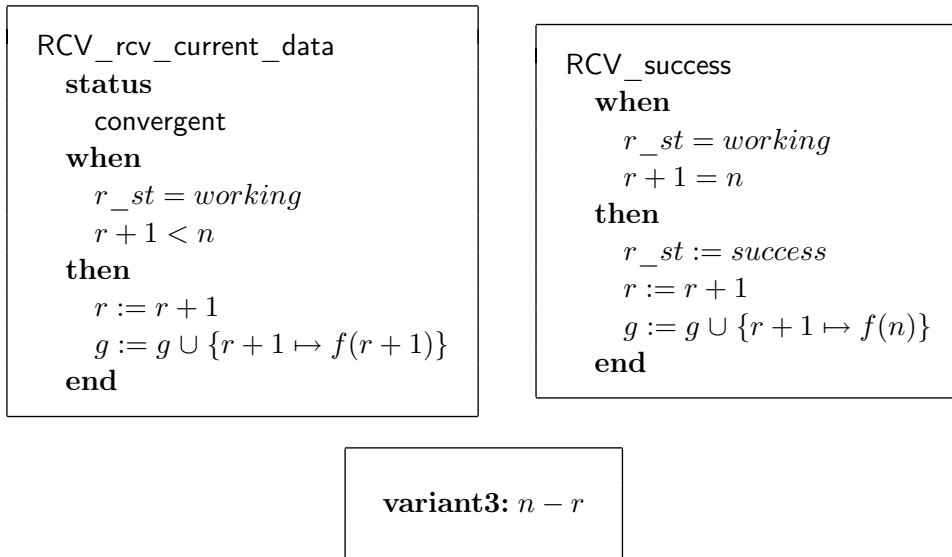 RCV_rcv_current_data
status
convergent
when
r_st = working
r + 1 < n
then
r := r + 1
g := g ∪ {r + 1 ↦ f(r + 1)}
end
RCV_success
when
r_st = working
r + 1 = n
then
r_st := success
r := r + 1
g := g ∪ {r + 1 ↦ f(n)}
end
variant3: n − r